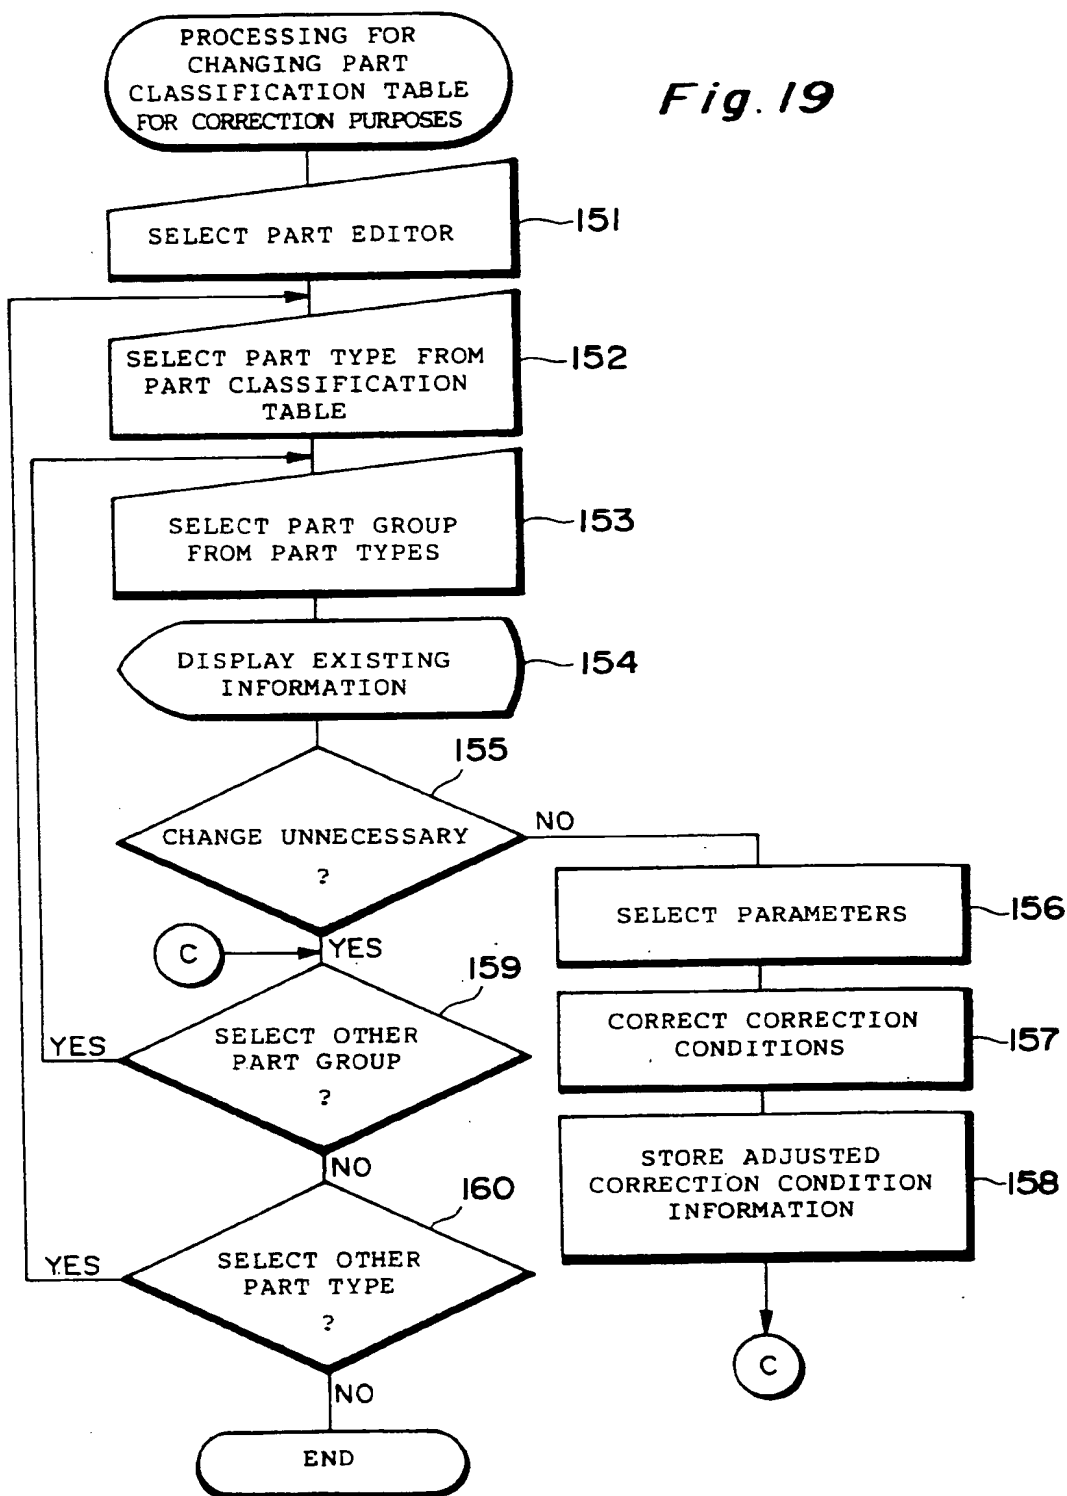 PROCESSING FOR
CHANGING PART
CLASSIFICATION TABLE
FOR CORRECTION PURPOSES
Fig. 19
SELECT PART EDITOR
151
SELECT PART TYPE FROM
PART CLASSIFICATION
TABLE
152
SELECT PART GROUP
FROM PART TYPES
153
DISPLAY EXISTING
INFORMATION
154
155
CHANGE UNNECESSARY
?
NO
SELECT PARAMETERS
156
C
YES
159
SELECT OTHER
PART GROUP
?
YES
CORRECT CORRECTION
CONDITIONS
157
NO
STORE ADJUSTED
CORRECTION CONDITION
INFORMATION
158
160
SELECT OTHER
PART TYPE
?
YES
C
NO
END